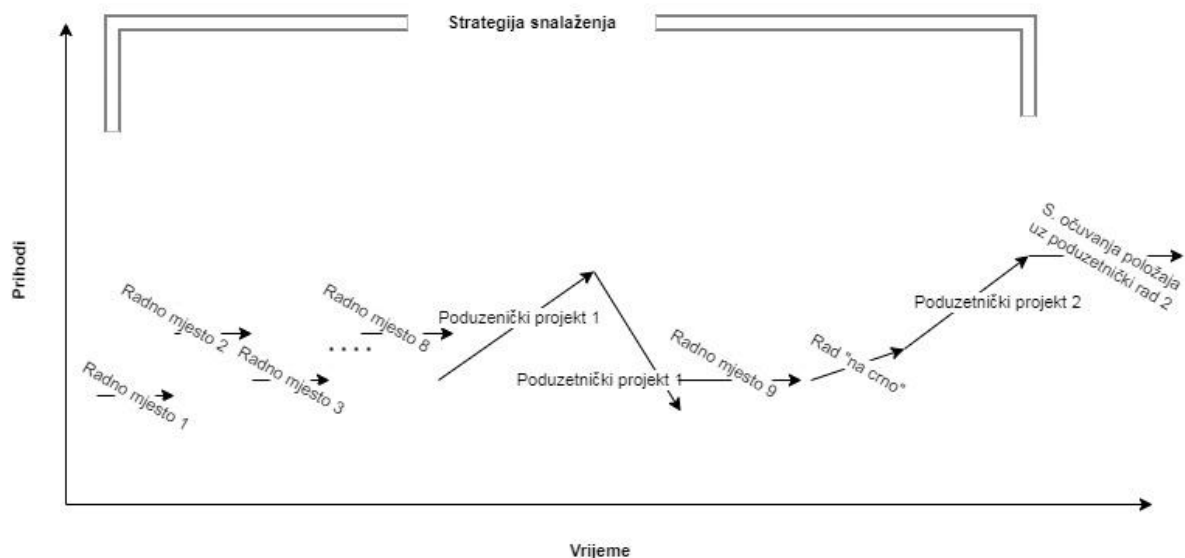 Strategija snalaženja
Prihodi
S. očuvanja položaja
uz poduzetnički rad 2
Radno mjesto 2
Radno mjesto 8
Poduzenički projekt 1
Poduzetnički projekt 2
Radno mjesto 3
....
Radno mjesto 1
Poduzetnički projekt 1
Radno mjesto 9
Rad "na crno"
Vrijeme